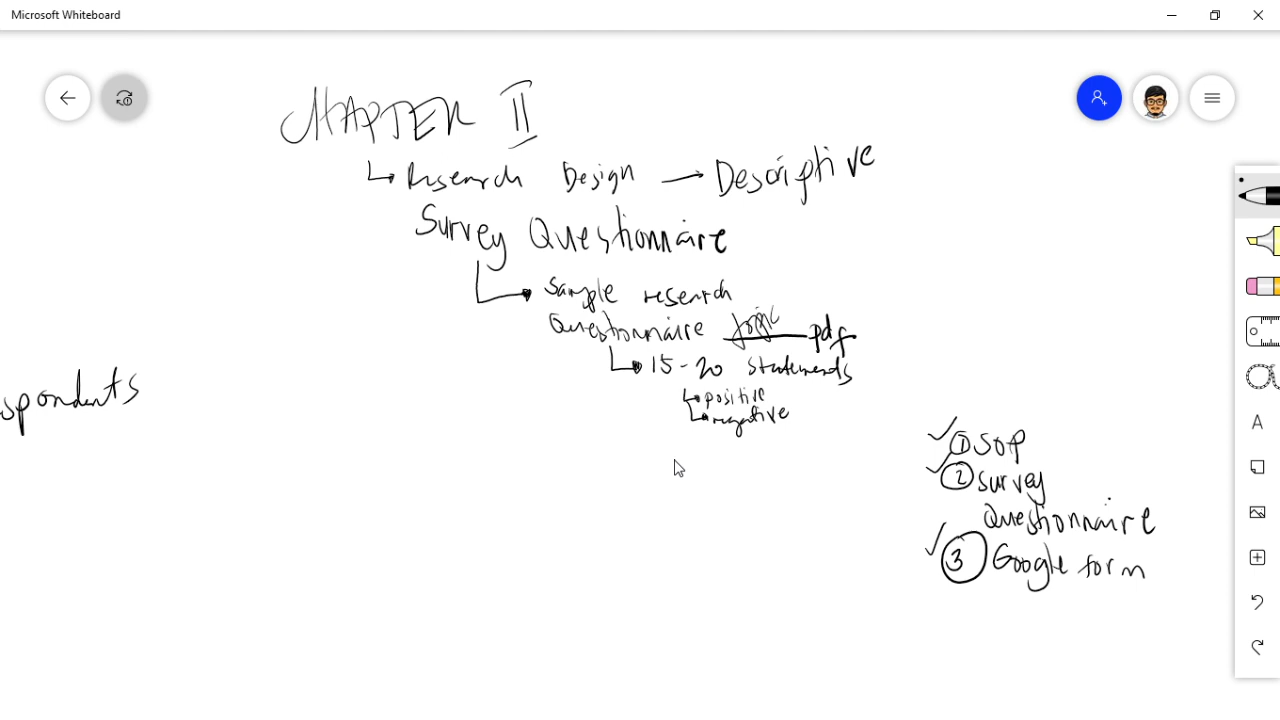 Microsoft Whiteboard
CHAPTER II
Research Design → Descriptive
Survey Questionnaire
Sample research
Questionnaire pdf
15-20 statements
positive
negative
spondents
① SOP
② survey
Questionnaire
③ Google form
A